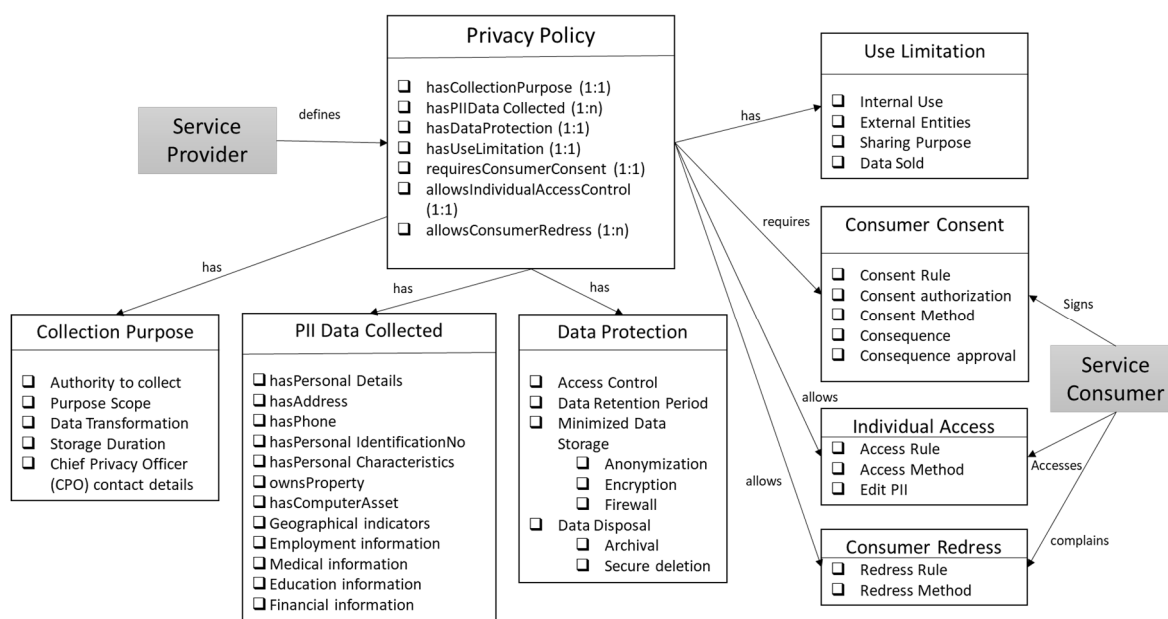 Privacy Policy
hasCollectionPurpose (1:1)
hasPIIData Collected (1:n)
hasDataProtection (1:1)
hasUseLimitation (1:1)
requiresConsumerConsent (1:1)
allowsIndividualAccessControl
(1:1)
allowsConsumerRedress (1:n)
Service
Provider
defines
has
has
has
has
requires
allows
allows
Use Limitation
Internal Use
External Entities
Sharing Purpose
Data Sold
Consumer Consent
Consent Rule
Consent authorization
Consent Method
Consequence
Consequence approval
Signs
Service
Consumer
Accesses
complains
Individual Access
Access Rule
Access Method
Edit PII
Consumer Redress
Redress Rule
Redress Method
Collection Purpose
Authority to collect
Purpose Scope
Data Transformation
Storage Duration
Chief Privacy Officer
(CPO) contact details
PII Data Collected
hasPersonal Details
hasAddress
hasPhone
hasPersonal IdentificationNo
hasPersonal Characteristics
ownsProperty
hasComputerAsset
Geographical indicators
Employment information
Medical information
Education information
Financial information
Data Protection
Access Control
Data Retention Period
Minimized Data
Storage
Anonymization
Encryption
Firewall
Data Disposal
Archival
Secure deletion